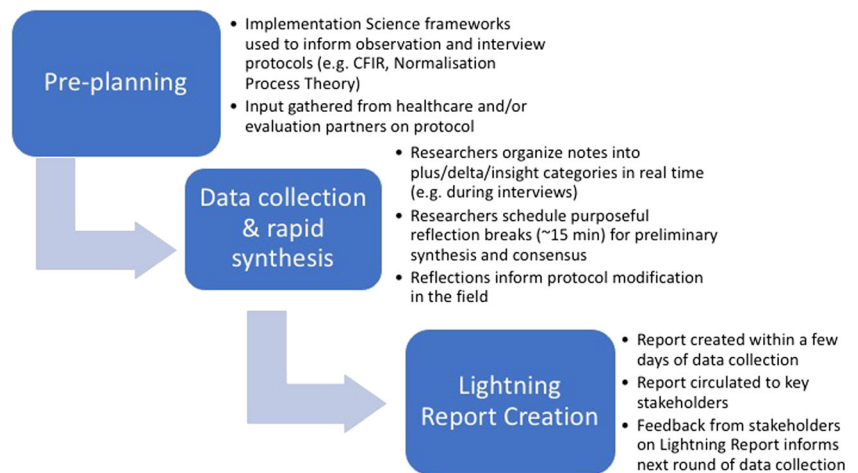 Pre-planning
• Implementation Science frameworks
used to inform observation and interview
protocols (e.g. CFIR, Normalisation
Process Theory)
• Input gathered from healthcare and/or
evaluation partners on protocol
Data collection
& rapid
synthesis
• Researchers organize notes into
plus/delta/insight categories in real time
(e.g. during interviews)
• Researchers schedule purposeful
reflection breaks (~15 min) for preliminary
synthesis and consensus
• Reflections inform protocol modification
in the field
Lightning
Report Creation
• Report created within a few
days of data collection
• Report circulated to key
stakeholders
• Feedback from stakeholders
on Lightning Report informs
next round of data collection